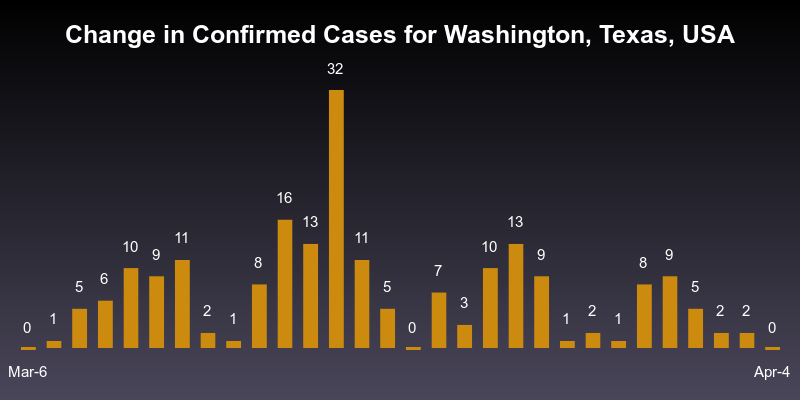 Change in Confirmed Cases for Washington, Texas, USA
0 1 5 6 10 9 11 2 1 8 16 13 32 11 5 0 7 3 10 13 9 1 2 1 8 9 5 2 2 0
Mar-6 Apr-4